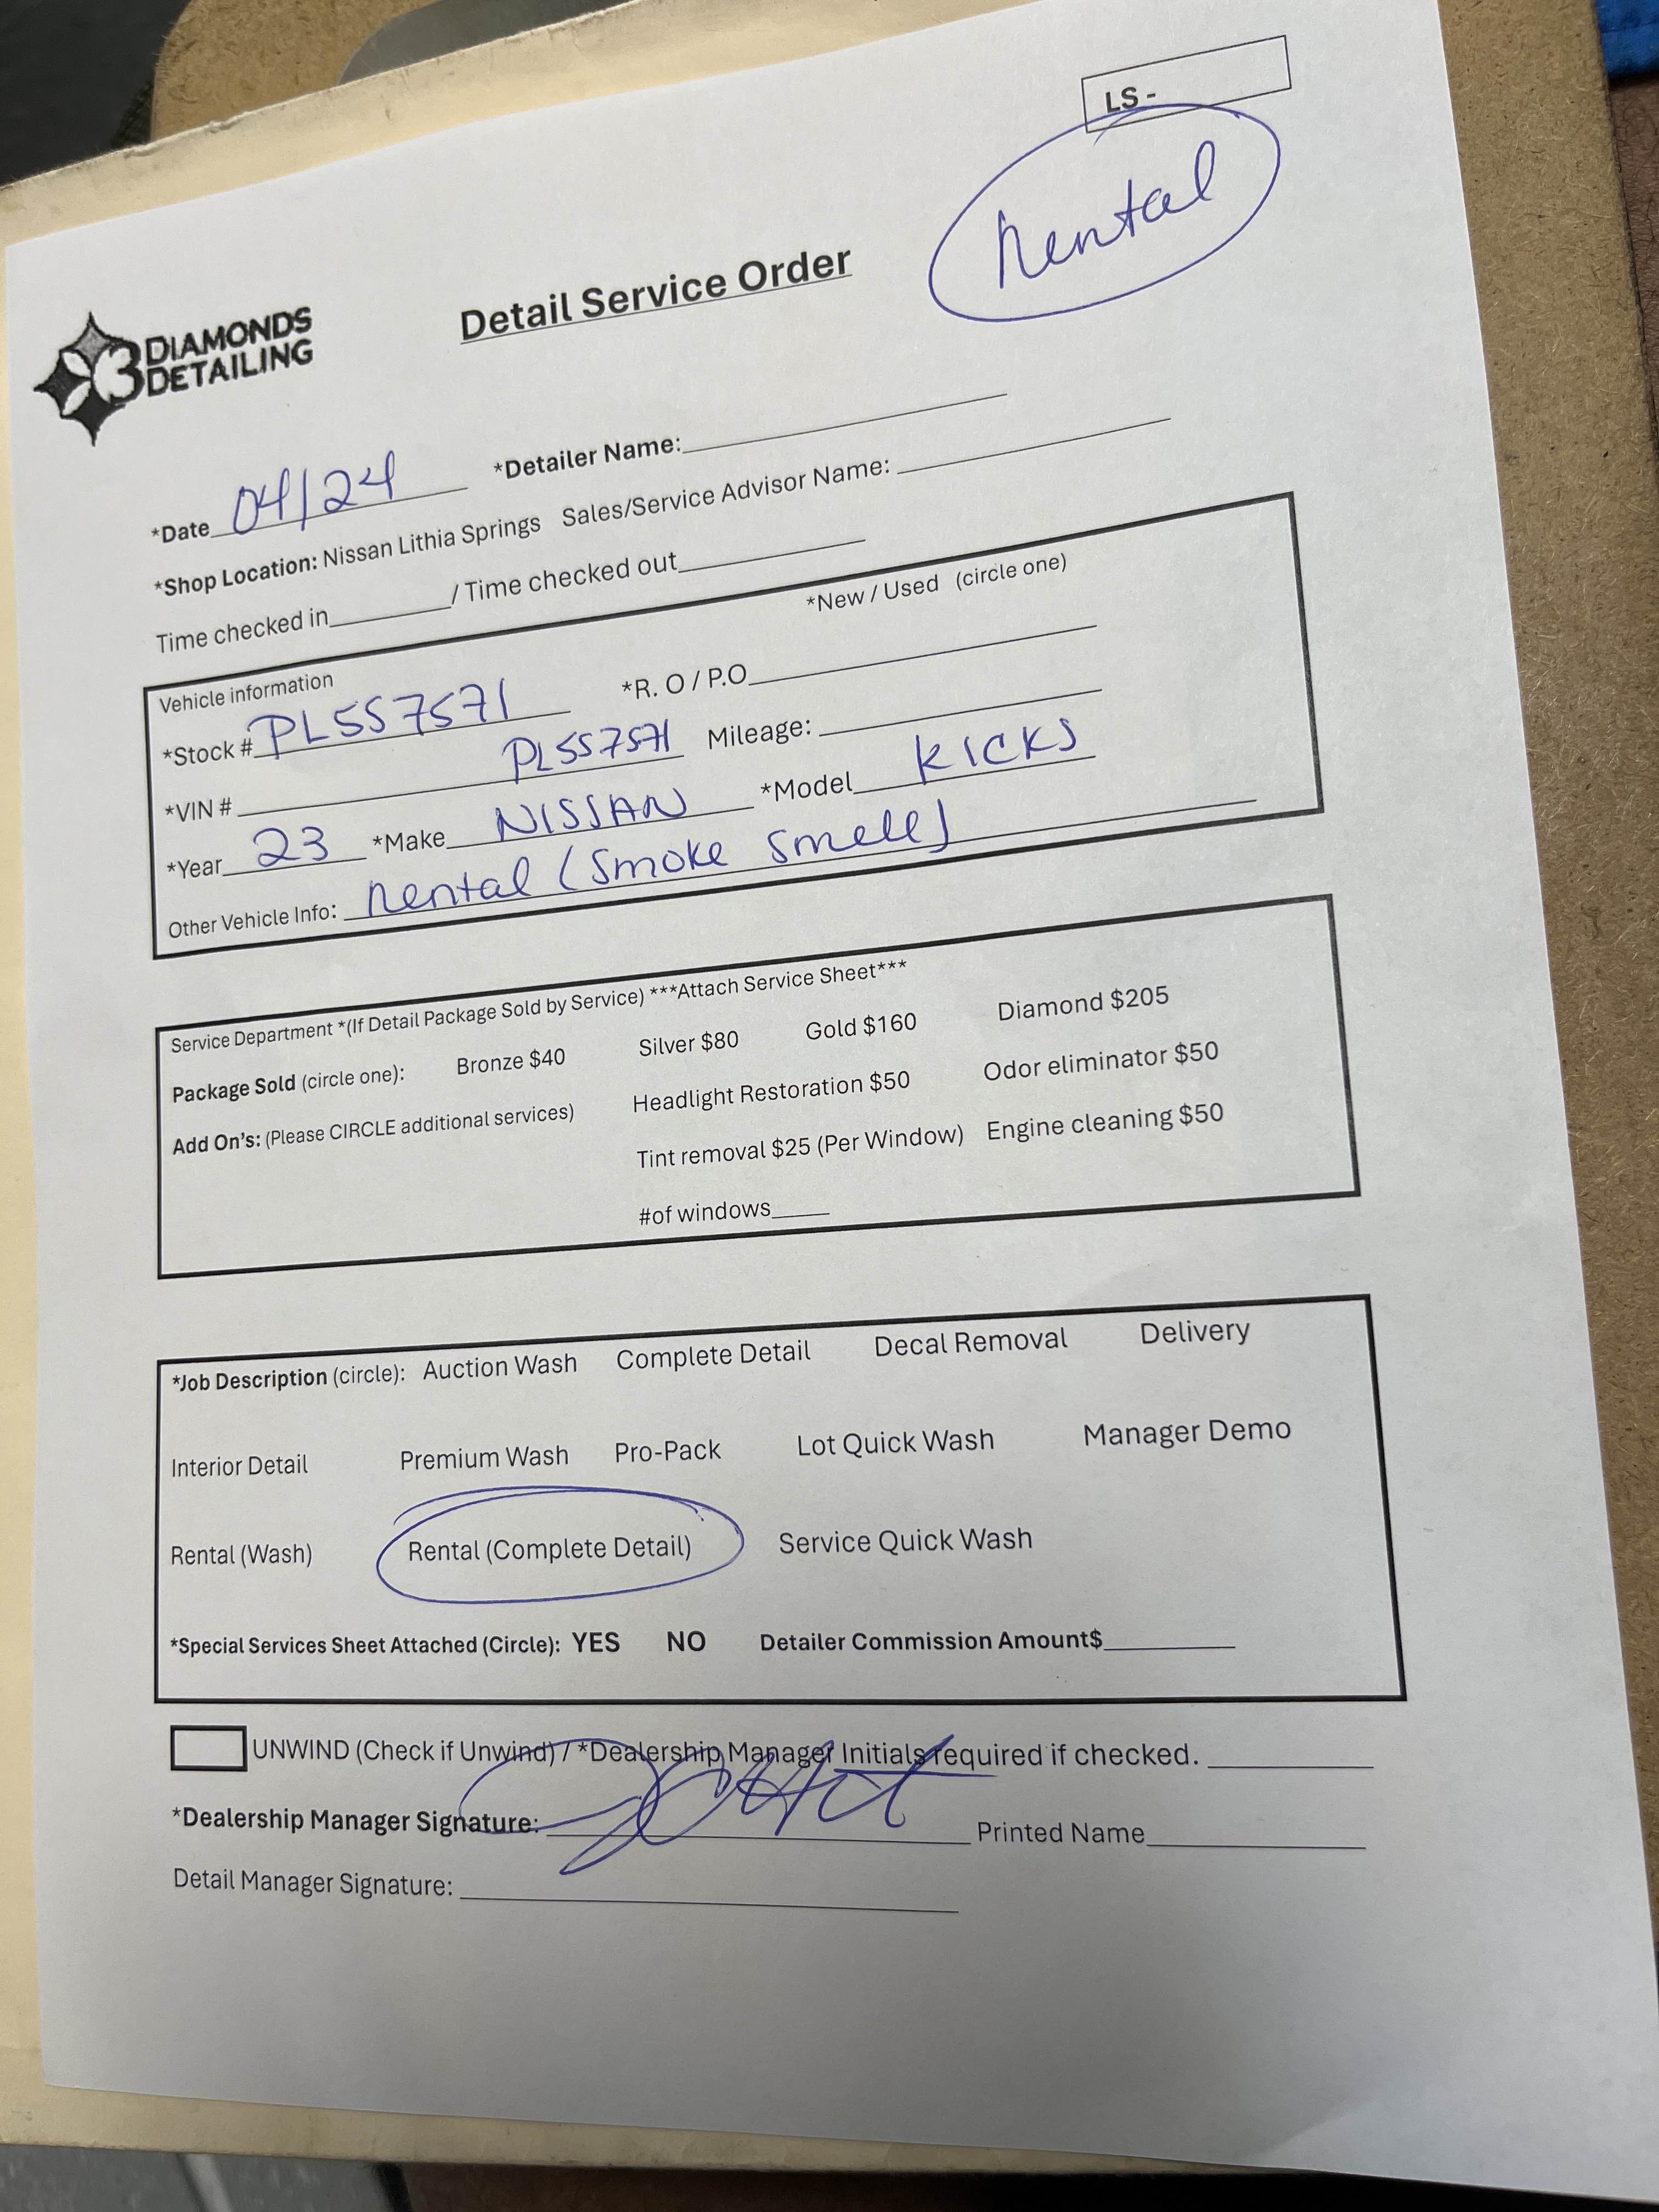 LS -
Rental
3 DIAMONDS
DETAILING
Detail Service Order
*Date 04/24 *Detailer Name:
*Shop Location: Nissan Lithia Springs Sales/Service Advisor Name:
Time checked in / Time checked out
Vehicle information *New / Used (circle one)
*Stock # PL557571 *R. O / P.O
*VIN # PL557571 Mileage:
*Year 23 *Make NISSAN *Model KICKS
Other Vehicle Info: Rental (Smoke Smell)
Service Department *(If Detail Package Sold by Service) ***Attach Service Sheet***
Package Sold (circle one): Bronze $40 Silver $80 Gold $160 Diamond $205
Add On's: (Please CIRCLE additional services) Headlight Restoration $50 Odor eliminator $50
Tint removal $25 (Per Window) Engine cleaning $50
#of windows
*Job Description (circle): Auction Wash Complete Detail Decal Removal Delivery
Interior Detail Premium Wash Pro-Pack Lot Quick Wash Manager Demo
Rental (Wash) Rental (Complete Detail) Service Quick Wash
*Special Services Sheet Attached (Circle): YES NO Detailer Commission Amount$
UNWIND (Check if Unwind) / *Dealership Manager Initials required if checked.
*Dealership Manager Signature: Printed Name
Detail Manager Signature: